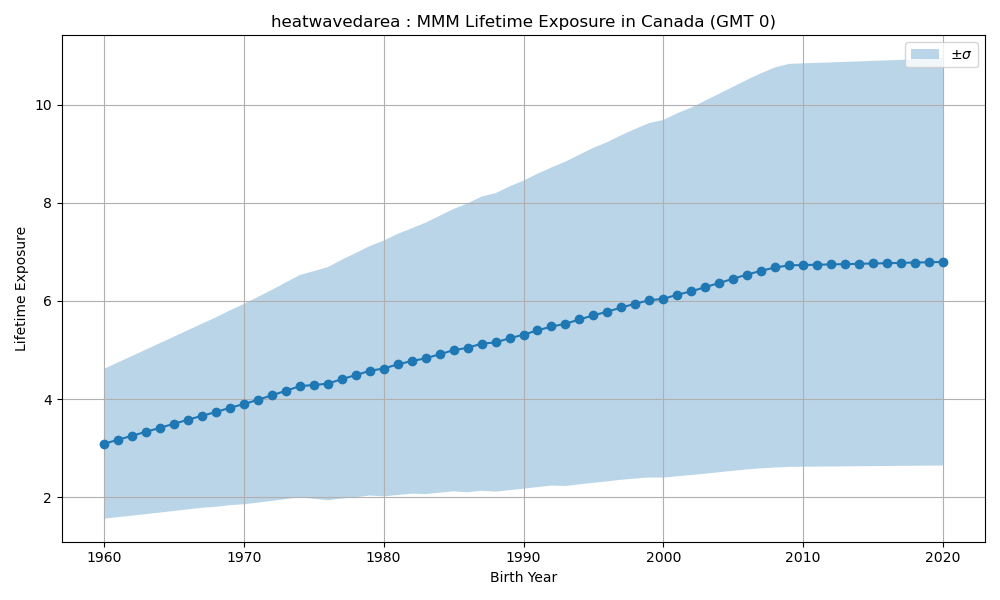 heatwavedarea : MMM Lifetime Exposure in Canada (GMT 0)
±σ
Lifetime Exposure
10
8
6
4
2
1960 1970 1980 1990 2000 2010 2020
Birth Year